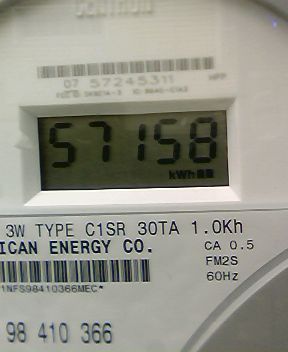 07 57245311
57158
kWh
3W TYPE C1SR 30TA 1.0Kh
ICAN ENERGY CO.
CA 0.5
FM2S
60Hz
1NFS98410366MEC*
98 410 366